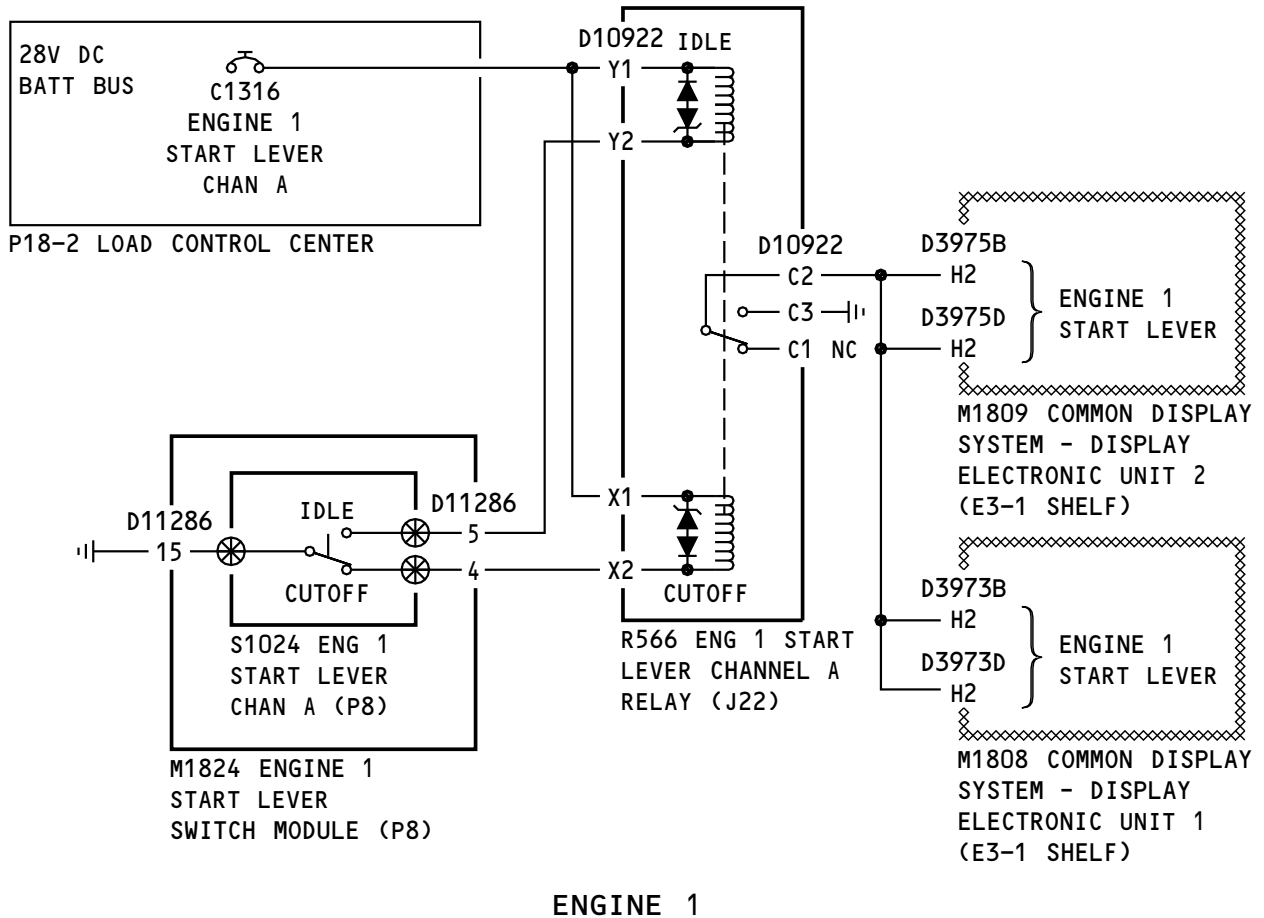 28V DC
BATT BUS
C1316
ENGINE 1
START LEVER
CHAN A
P18-2 LOAD CONTROL CENTER
D10922 IDLE
Y1
Y2
D10922
C2
C3
C1 NC
D3975B
H2
D3975D
H2
ENGINE 1
START LEVER
M1809 COMMON DISPLAY
SYSTEM - DISPLAY
ELECTRONIC UNIT 2
(E3-1 SHELF)
D11286
15
IDLE
CUTOFF
D11286
5
4
S1024 ENG 1
START LEVER
CHAN A (P8)
M1824 ENGINE 1
START LEVER
SWITCH MODULE (P8)
X1
X2
CUTOFF
R566 ENG 1 START
LEVER CHANNEL A
RELAY (J22)
D3973B
H2
D3973D
H2
ENGINE 1
START LEVER
M1808 COMMON DISPLAY
SYSTEM - DISPLAY
ELECTRONIC UNIT 1
(E3-1 SHELF)
ENGINE 1